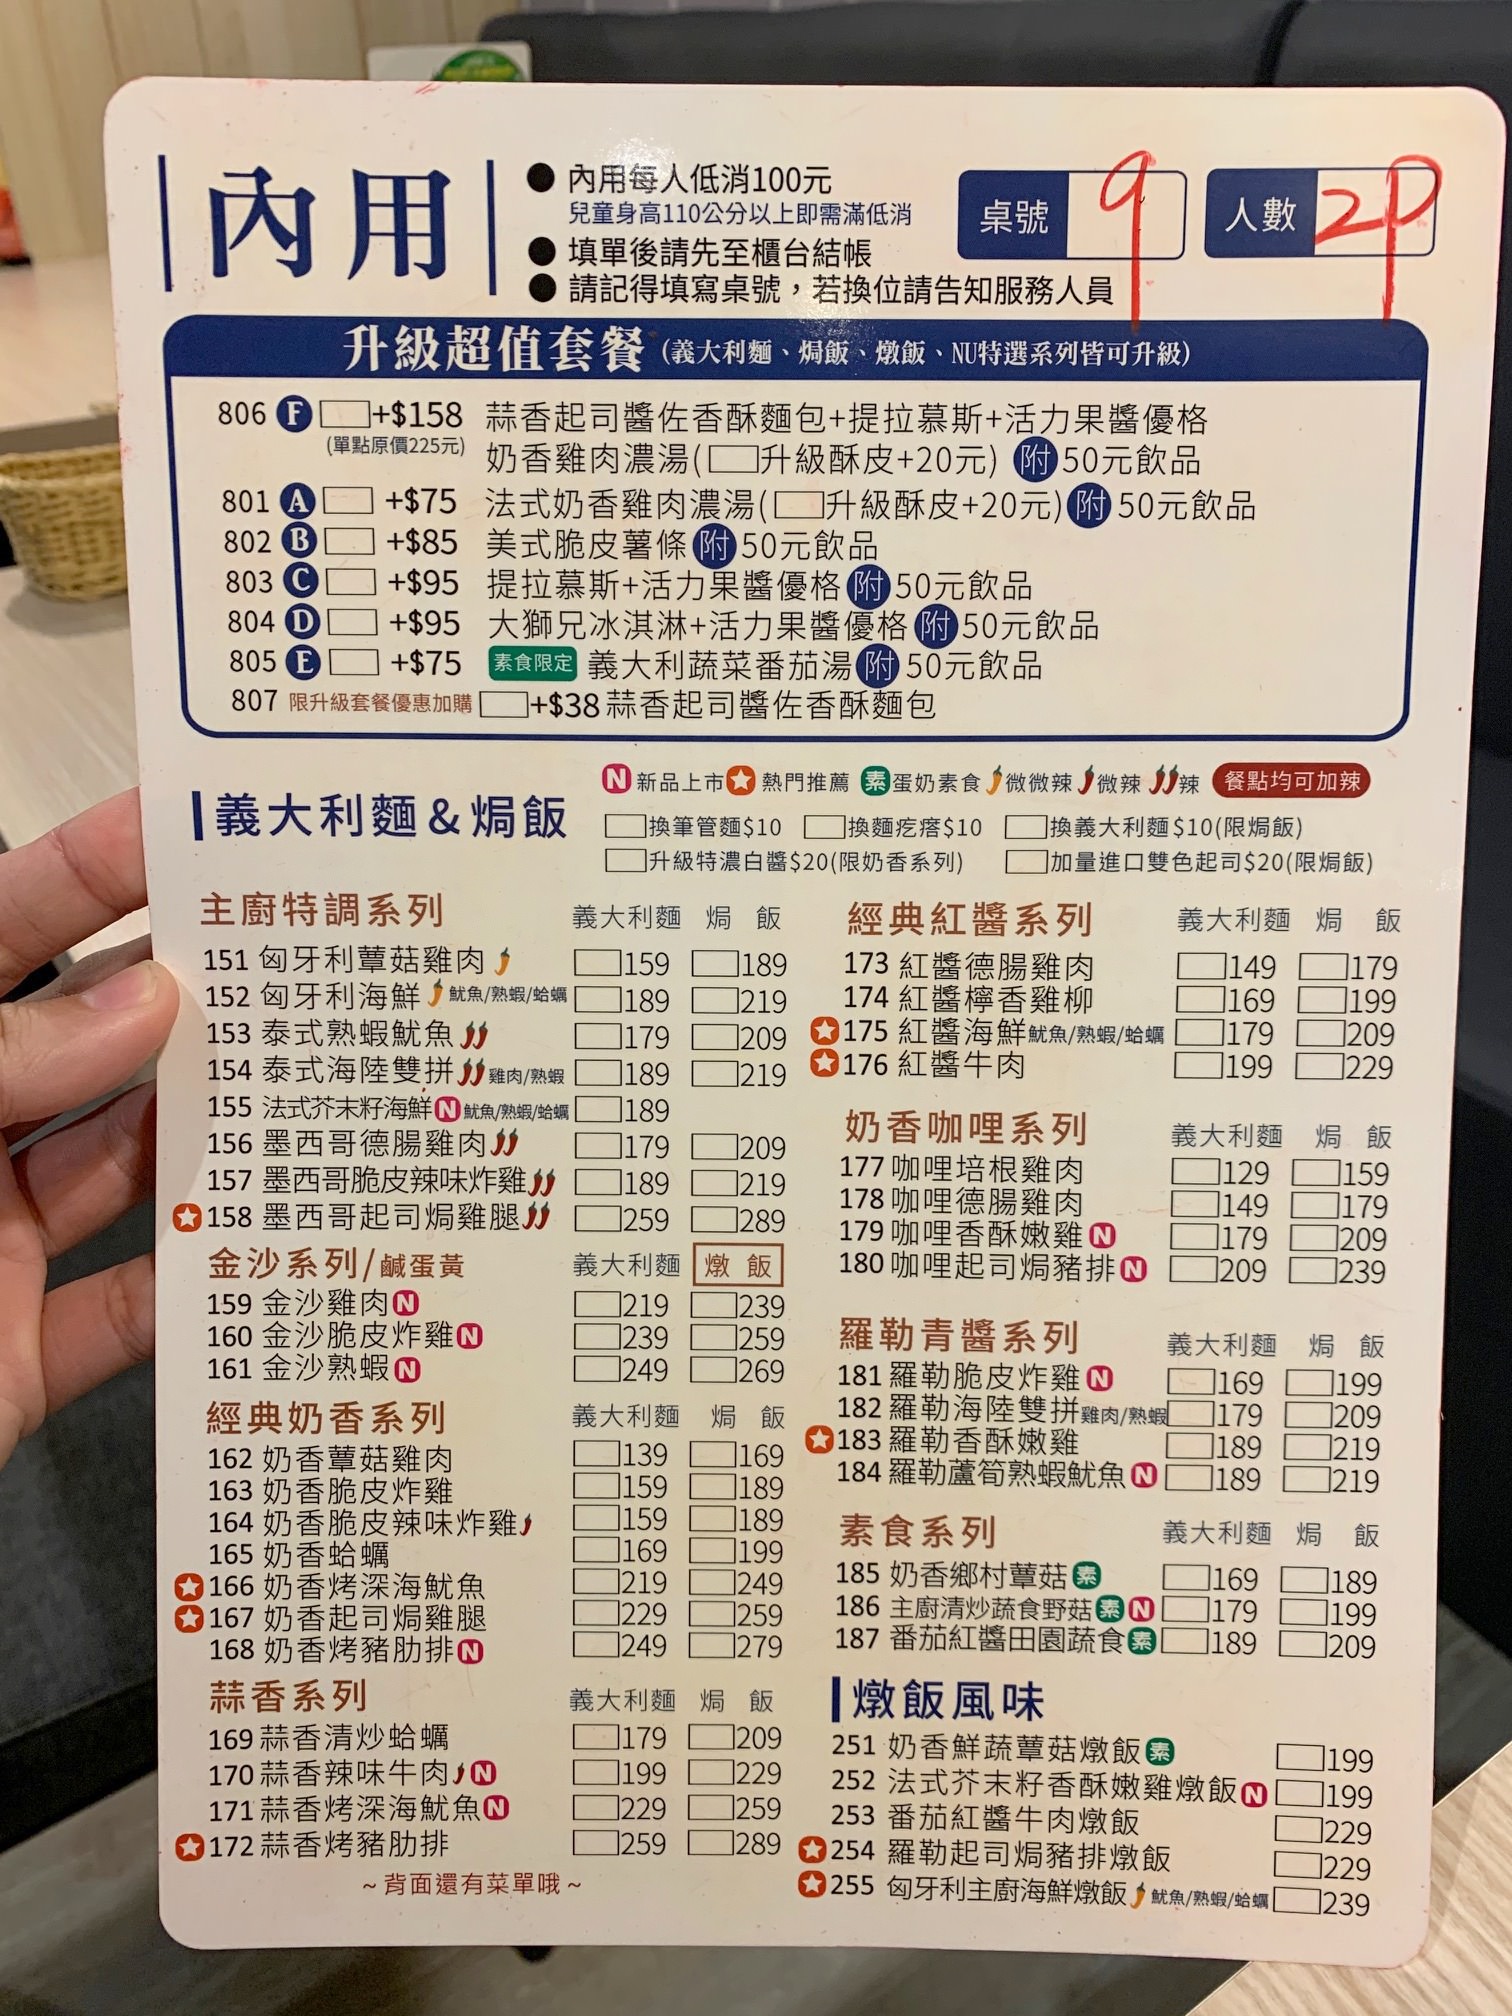 內用
●內用每人低消100元
兒童身高110公分以上即需滿低消
●填單後請先至櫃台結帳
●請記得填寫桌號，若換位請告知服務人員
桌號 9
人數 2P
升級超值套餐(義大利麵、焗飯、燉飯、NU特選系列皆可升級)
806 F +$158 蒜香起司醬佐香酥麵包+提拉慕斯+活力果醬優格
(單點原價225元) 奶香雞肉濃湯(升級酥皮+20元) 附50元飲品
801 A +$75 法式奶香雞肉濃湯(升級酥皮+20元)附50元飲品
802 B +$85 美式脆皮薯條附50元飲品
803 C +$95 提拉慕斯+活力果醬優格附50元飲品
804 D +$95 大獅兄冰淇淋+活力果醬優格附50元飲品
805 E +$75 素食限定 義大利蔬菜番茄湯附50元飲品
807 限升級套餐優惠加購 +$38蒜香起司醬佐香酥麵包
義大利麵&焗飯
N新品上市 熱門推薦 素蛋奶素食 微微辣 微辣 辣 餐點均可加辣
換筆管麵$10 換麵疙瘩$10 換義大利麵$10(限焗飯)
升級特濃白醬$20(限奶香系列) 加量進口雙色起司$20(限焗飯)
主廚特調系列 義大利麵 焗飯
151 匈牙利蕈菇雞肉 159 189
152 匈牙利海鮮 魷魚/熟蝦/蛤蠣 189 219
153 泰式熟蝦魷魚 179 209
154 泰式海陸雙拼 雞肉/熟蝦 189 219
155 法式芥末籽海鮮N魷魚/熟蝦/蛤蠣 189
156 墨西哥德腸雞肉 179 209
157 墨西哥脆皮辣味炸雞 189 219
158 墨西哥起司焗雞腿 259 289
金沙系列/鹹蛋黃 義大利麵 燉飯
159 金沙雞肉N 219 239
160 金沙脆皮炸雞N 239 259
161 金沙熟蝦N 249 269
經典奶香系列 義大利麵 焗飯
162 奶香蕈菇雞肉 139 169
163 奶香脆皮炸雞 159 189
164 奶香脆皮辣味炸雞 159 189
165 奶香蛤蠣 169 199
166 奶香烤深海魷魚 219 249
167 奶香起司焗雞腿 229 259
168 奶香烤豬肋排N 249 279
蒜香系列 義大利麵 焗飯
169 蒜香清炒蛤蠣 179 209
170 蒜香辣味牛肉 N 199 229
171 蒜香烤深海魷魚N 229 259
172 蒜香烤豬肋排 259 289
~背面還有菜單哦~
經典紅醬系列 義大利麵 焗飯
173 紅醬德腸雞肉 149 179
174 紅醬檸香雞柳 169 199
175 紅醬海鮮 魷魚/熟蝦/蛤蠣 179 209
176 紅醬牛肉 199 229
奶香咖哩系列 義大利麵 焗飯
177 咖哩培根雞肉 129 159
178 咖哩德腸雞肉 149 179
179 咖哩香酥嫩雞N 179 209
180 咖哩起司焗豬排N 209 239
羅勒青醬系列 義大利麵 焗飯
181 羅勒脆皮炸雞N 169 199
182 羅勒海陸雙拼 雞肉/熟蝦 179 209
183 羅勒香酥嫩雞 189 219
184 羅勒蘆筍熟蝦魷魚N 189 219
素食系列 義大利麵 焗飯
185 奶香鄉村蕈菇素 169 189
186 主廚清炒蔬食野菇素N 179 199
187 番茄紅醬田園蔬食素 189 209
燉飯風味
251 奶香鮮蔬蕈菇燉飯素 199
252 法式芥末籽香酥嫩雞燉飯N 199
253 番茄紅醬牛肉燉飯 229
254 羅勒起司焗豬排燉飯 229
255 匈牙利主廚海鮮燉飯 魷魚/熟蝦/蛤蠣 239